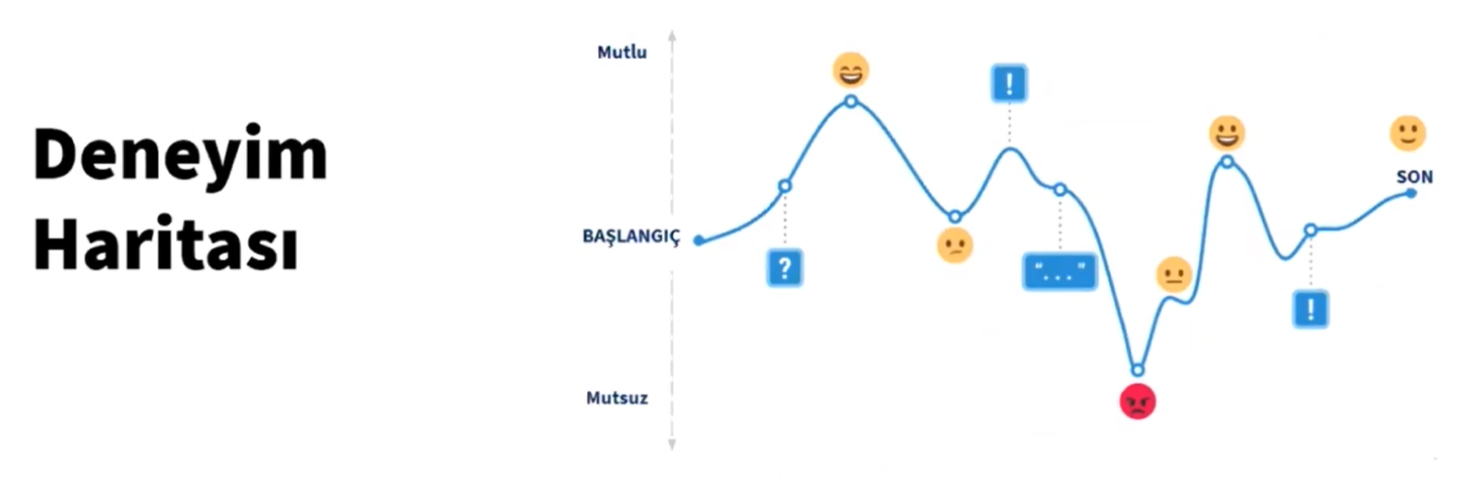 Deneyim
Haritası
Mutlu
!
SON
BAŞLANGIÇ
?
“...”
!
Mutsuz